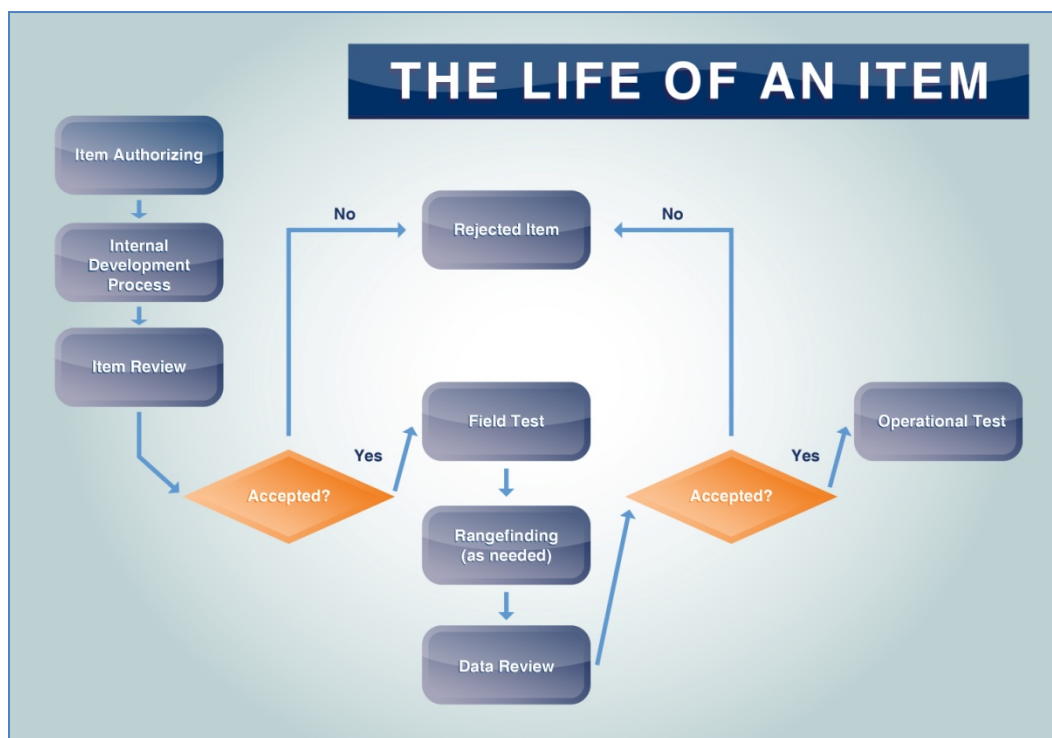 THE LIFE OF AN ITEM
Item Authorizing
Internal
Development
Process
Item Review
Accepted?
No
Rejected Item
Yes
Field Test
Rangefinding
(as needed)
Data Review
Accepted?
No
Yes
Operational Test